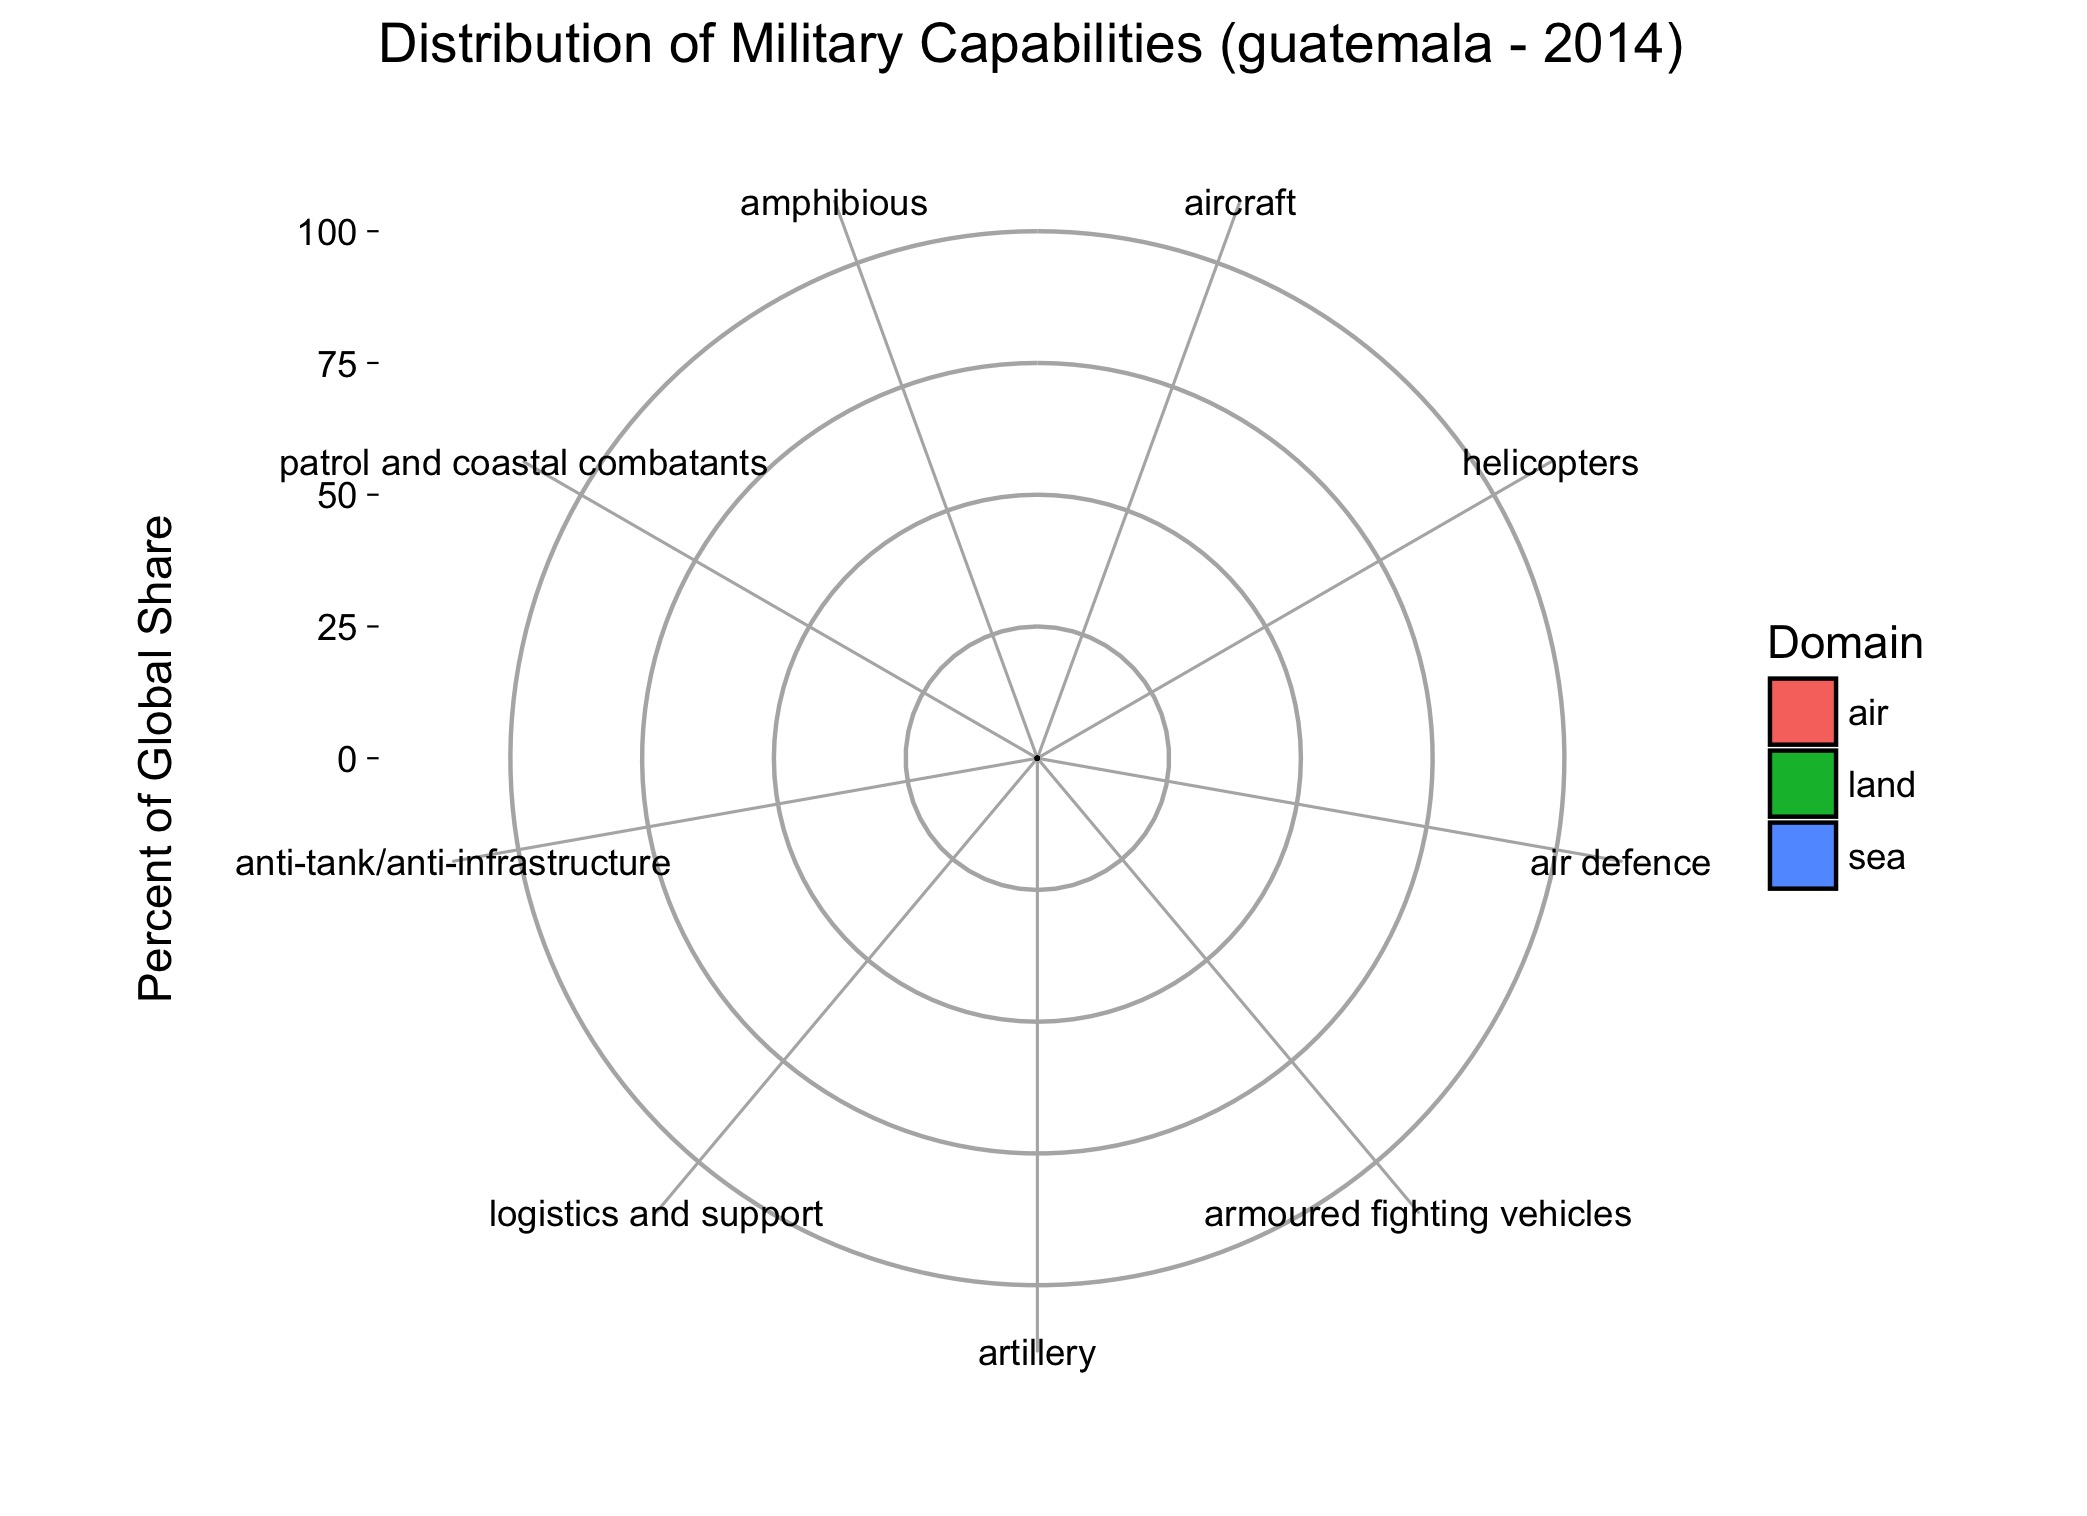 Distribution of Military Capabilities (guatemala - 2014)
amphibious
aircraft
100
75
patrol and coastal combatants
helicopters
50
25
0
Percent of Global Share
anti-tank/anti-infrastructure
air defence
logistics and support
armoured fighting vehicles
artillery
Domain
air
land
sea